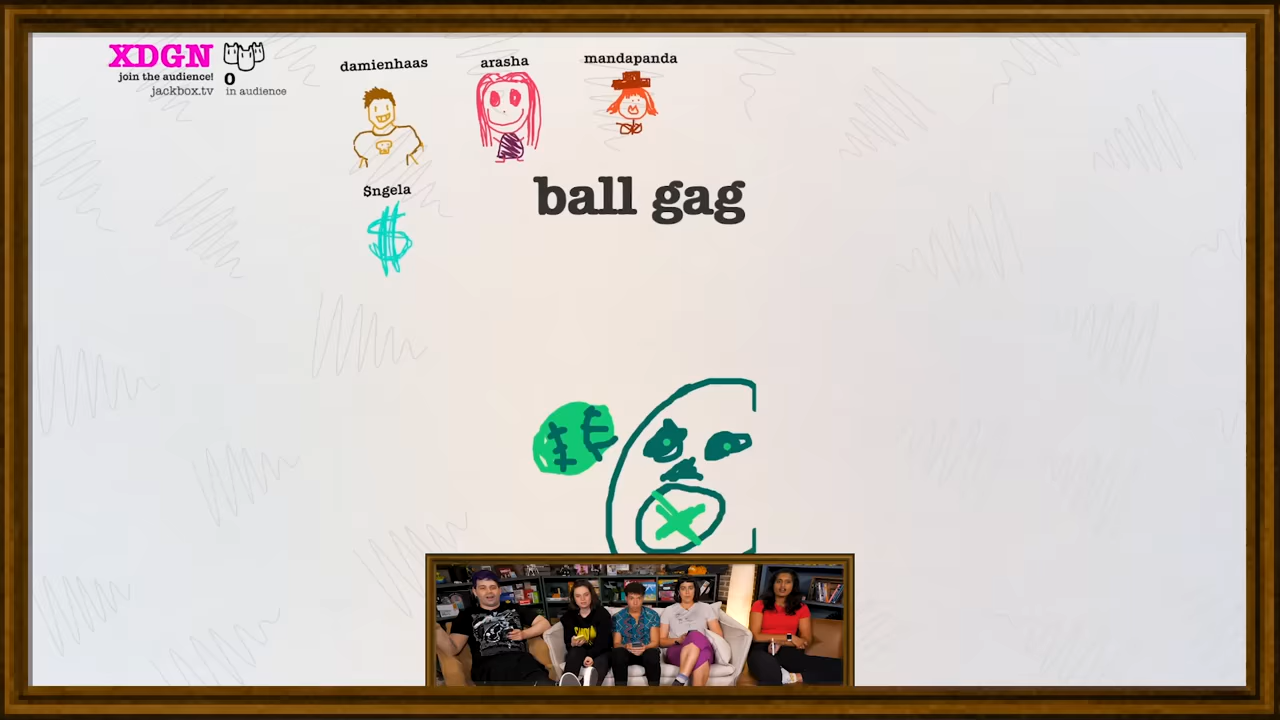 XDGN
join the audience!
jackbox.tv
0
in audience
damienhaas
arasha
mandapanda
$ngela
ball gag